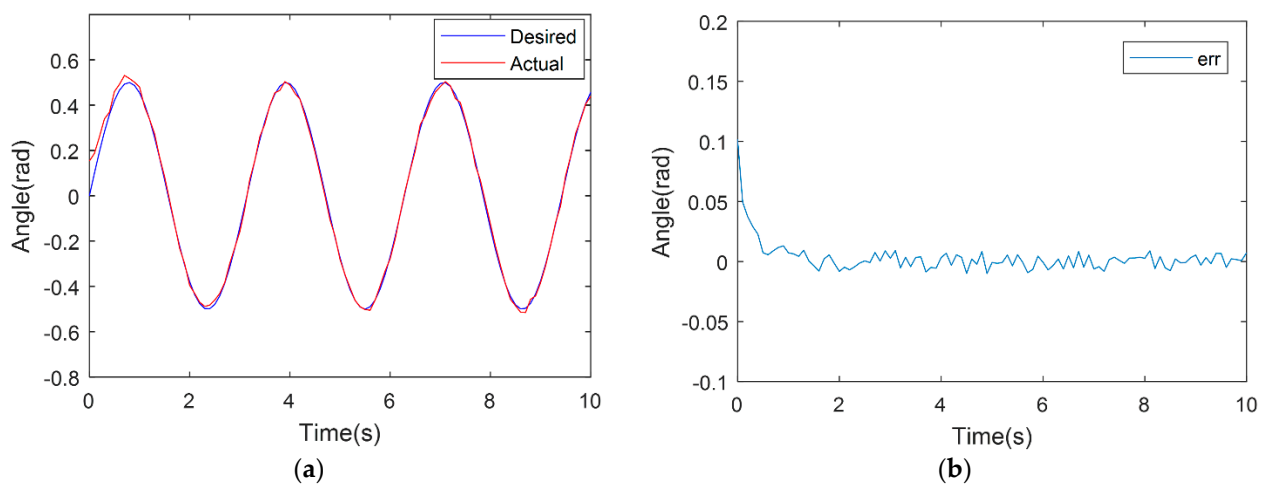 Desired
Actual
0.6
0.4
0.2
0
-0.2
-0.4
-0.6
-0.8
Angle(rad)
0 2 4 6 8 10
Time(s)
(a)
err
0.2
0.15
0.1
0.05
0
-0.05
-0.1
Angle(rad)
0 2 4 6 8 10
Time(s)
(b)